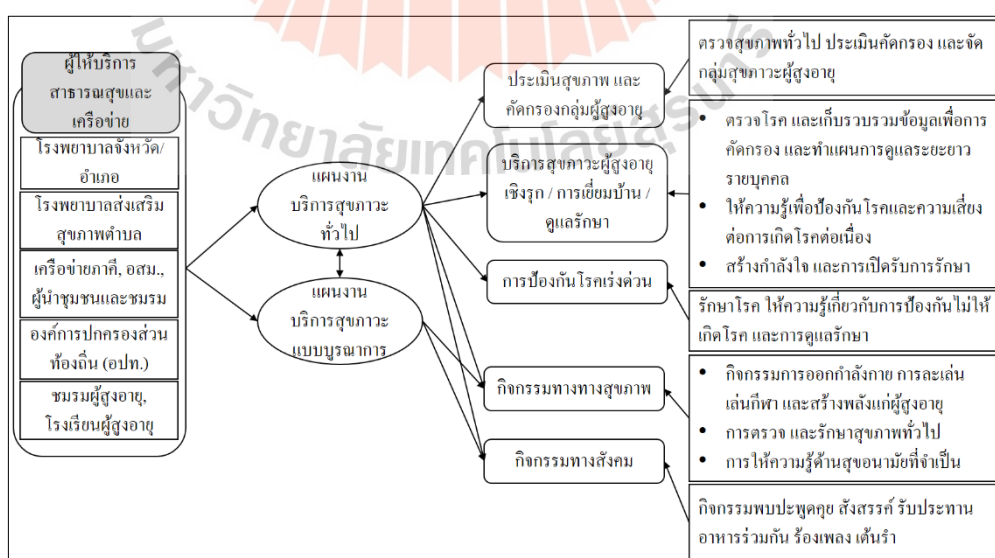 มหาวิทยาลัยเทคโนโลยีสุรนารี
ผู้ให้บริการ
สาธารณสุขและ
เครือข่าย
โรงพยาบาลจังหวัด/
อำเภอ
โรงพยาบาลส่งเสริม
สุขภาพตำบล
เครือข่ายภาคี, อสม.,
ผู้นำชุมชนและชมรม
องค์การปกครองส่วน
ท้องถิ่น (อปท.)
ชมรมผู้สูงอายุ,
โรงเรียนผู้สูงอายุ
แผนงาน
บริการสุขภาวะ
ทั่วไป
แผนงาน
บริการสุขภาวะ
แบบบูรณาการ
ประเมินสุขภาพ และ
คัดกรองกลุ่มผู้สูงอายุ
บริการสุขภาวะผู้สูงอายุ
เชิงรุก / การเยี่ยมบ้าน /
ดูแลรักษา
การป้องกันโรคเร่งด่วน
กิจกรรมทางทางสุขภาพ
กิจกรรมทางสังคม
ตรวจสุขภาพทั่วไป ประเมินคัดกรอง และจัด
กลุ่มสุขภาวะผู้สูงอายุ
• ตรวจโรค และเก็บรวบรวมข้อมูลเพื่อการ
คัดกรอง และทำแผนการดูแลระยะยาว
รายบุคคล
• ให้ความรู้เพื่อป้องกันโรคและความเสี่ยง
ต่อการเกิดโรคต่อเนื่อง
• สร้างกำลังใจ และการเปิดรับการรักษา
รักษาโรค ให้ความรู้เกี่ยวกับการป้องกันไม่ให้
เกิดโรค และการดูแลรักษา
• กิจกรรมการออกกำลังกาย การละเล่น
เล่นกีฬา และสร้างพลังแก่ผู้สูงอายุ
• การตรวจ และรักษาสุขภาพทั่วไป
• การให้ความรู้ด้านสุขอนามัยที่จำเป็น
กิจกรรมพบปะพูดคุย สังสรรค์ รับประทาน
อาหารร่วมกัน ร้องเพลง เต้นรำ